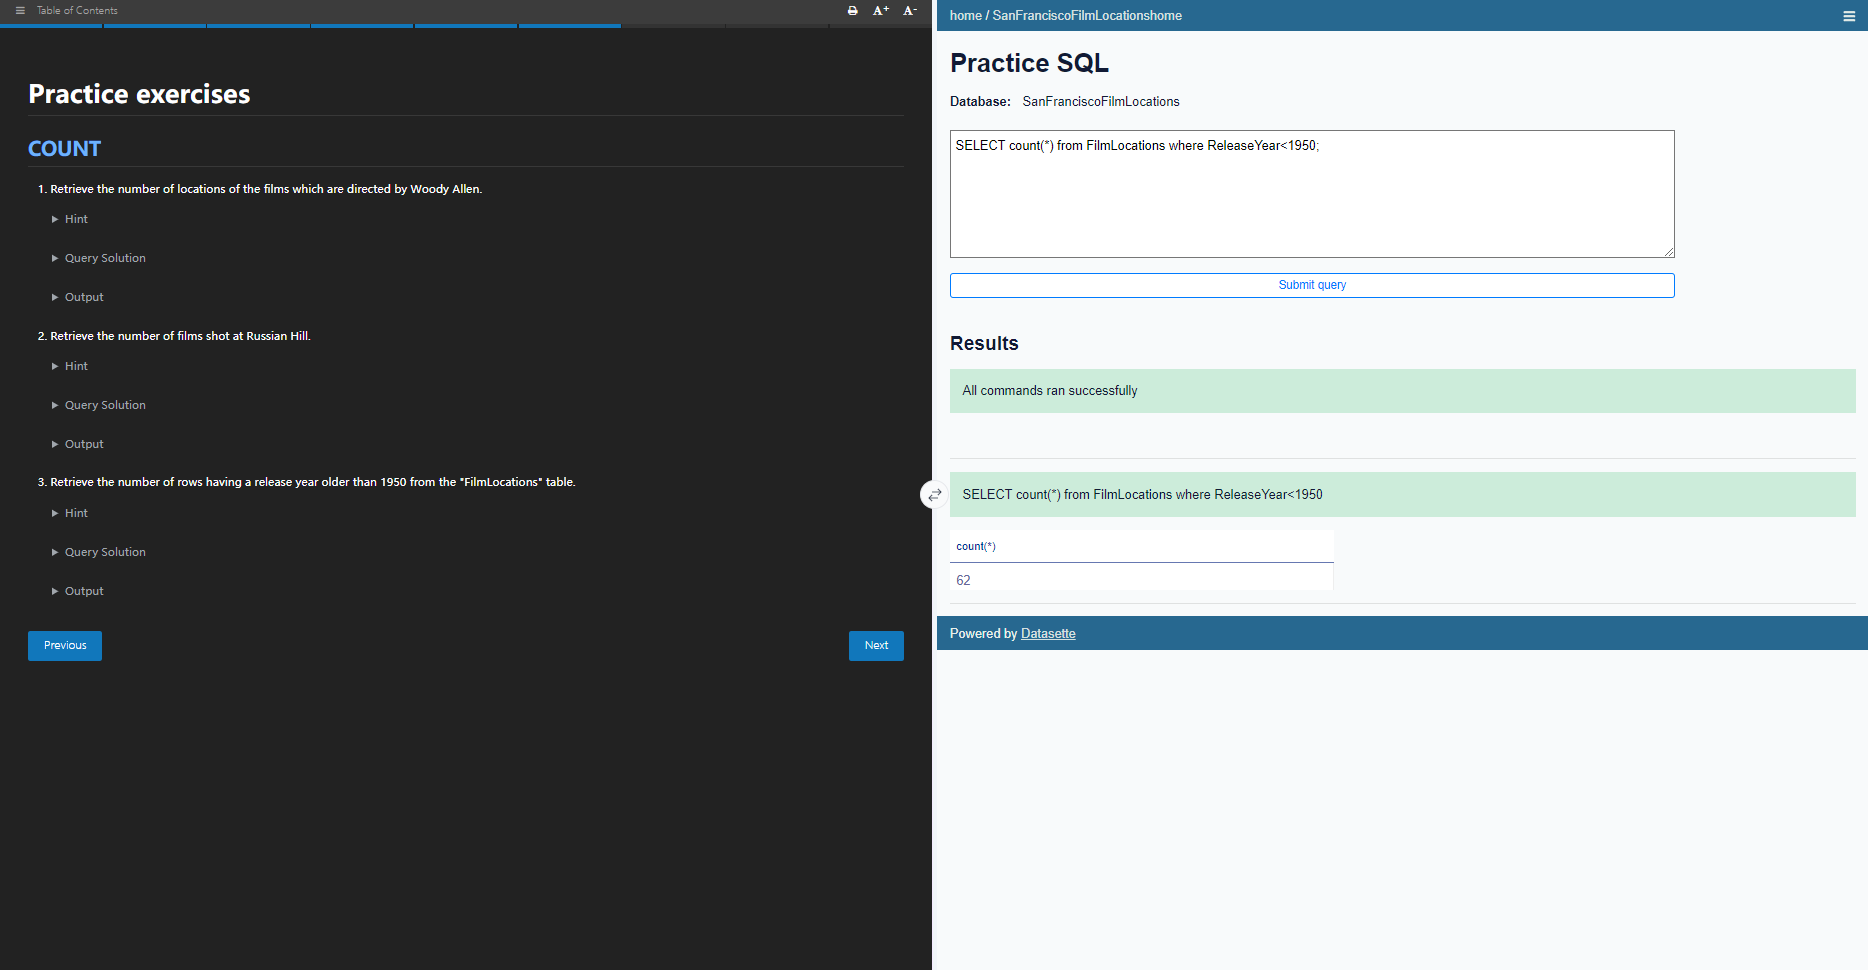 Table of Contents
A+ A-
Practice exercises
COUNT
1. Retrieve the number of locations of the films which are directed by Woody Allen.
Hint
Query Solution
Output
2. Retrieve the number of films shot at Russian Hill.
Hint
Query Solution
Output
3. Retrieve the number of rows having a release year older than 1950 from the "FilmLocations" table.
Hint
Query Solution
Output
Previous
Next
home / SanFranciscoFilmLocationshome
Practice SQL
Database: SanFranciscoFilmLocations
SELECT count(*) from FilmLocations where ReleaseYear<1950;
Submit query
Results
All commands ran successfully
SELECT count(*) from FilmLocations where ReleaseYear<1950
count(*)
62
Powered by Datasette